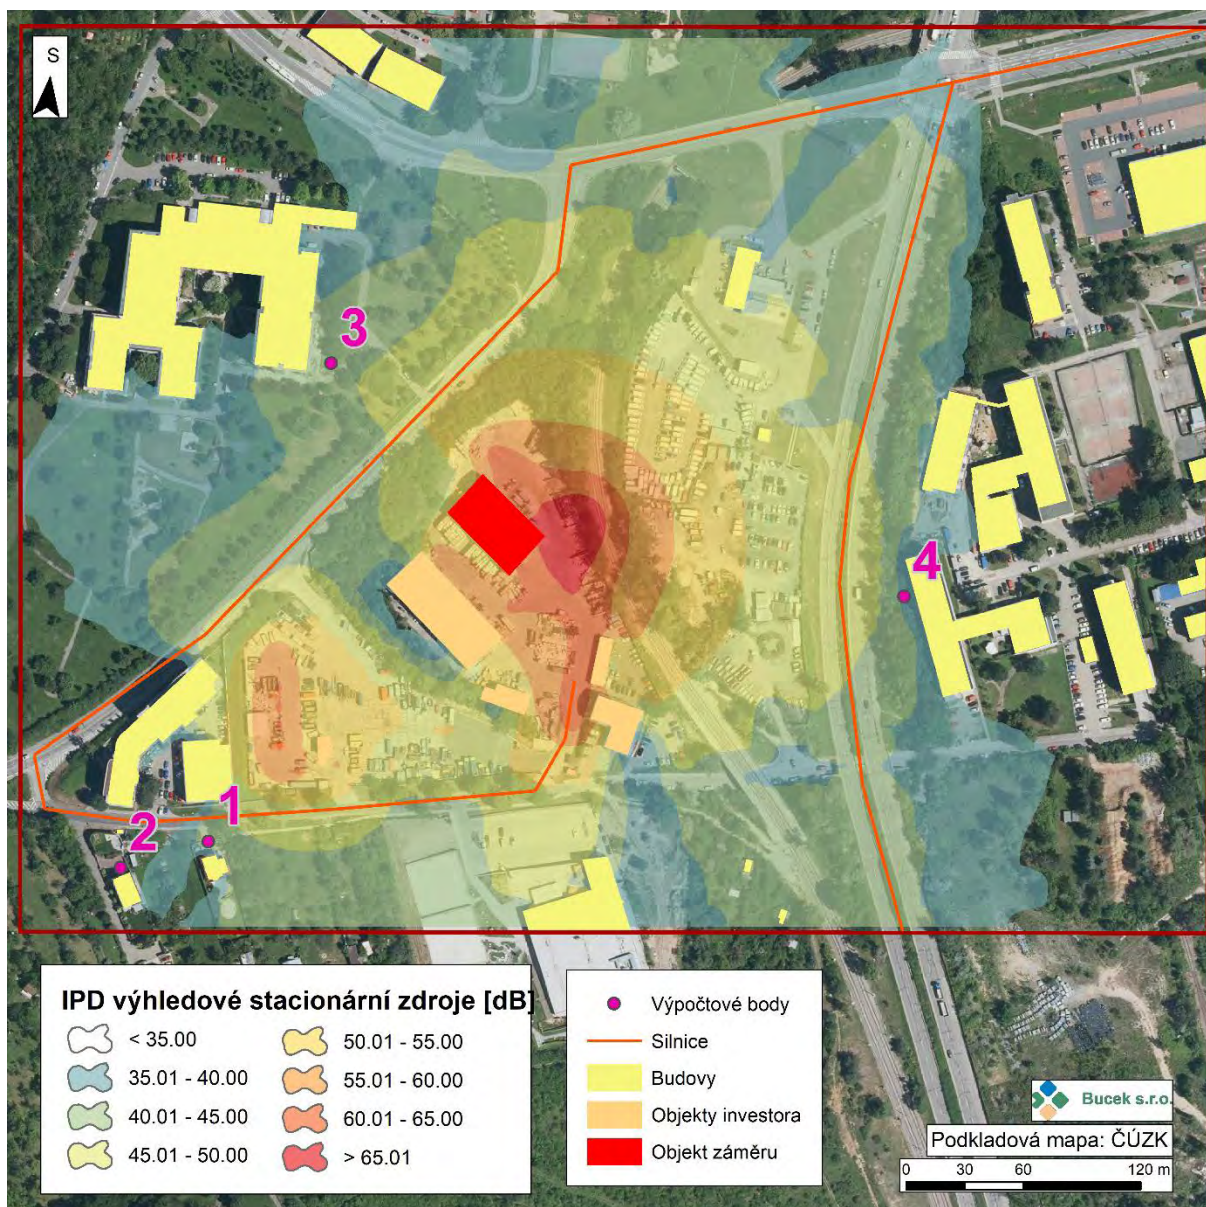 S
3
4
1
2
IPD výhledové stacionární zdroje [dB]
< 35.00
35.01 - 40.00
40.01 - 45.00
45.01 - 50.00
50.01 - 55.00
55.01 - 60.00
60.01 - 65.00
> 65.01
Výpočtové body
Silnice
Budovy
Objekty investora
Objekt záměru
Bucek s.r.o.
Podkladová mapa: ČÚZK
0 30 60 120 m